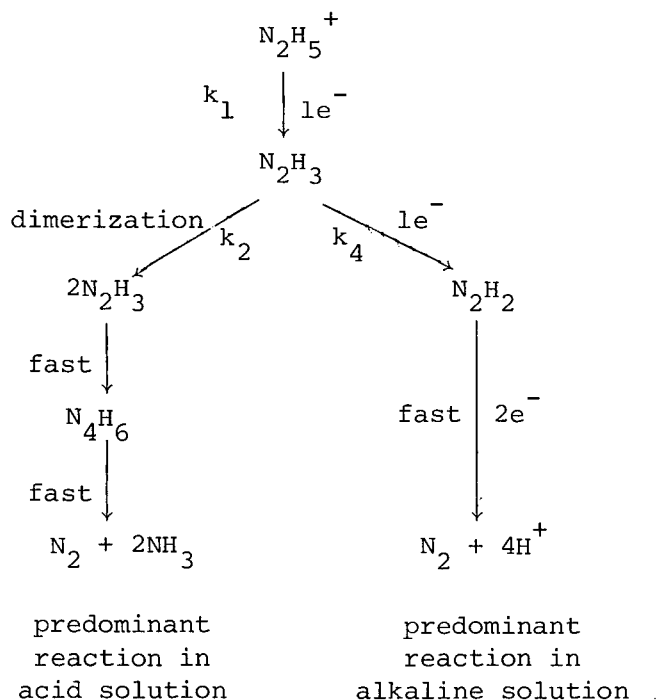 N₂H₅⁺
k₁ 1e⁻
N₂H₃
dimerization k₂ k₄ 1e⁻
2N₂H₃ N₂H₂
fast
N₄H₆ fast 2e⁻
fast
N₂ + 2NH₃ N₂ + 4H⁺
predominant
reaction in
acid solution
predominant
reaction in
alkaline solution